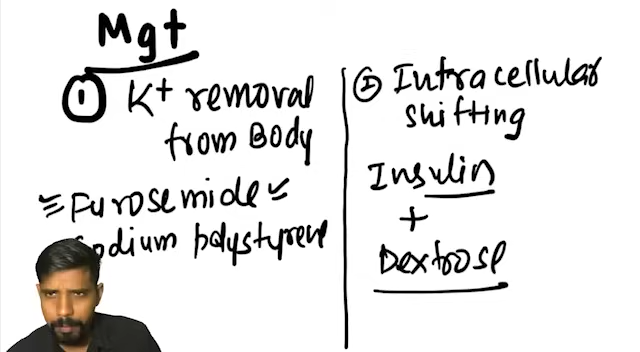 Mgt
① K+ removal
from Body
Furosemide
Sodium polystyrene
② Intracellular
shifting
Insulin
+
Dextrose